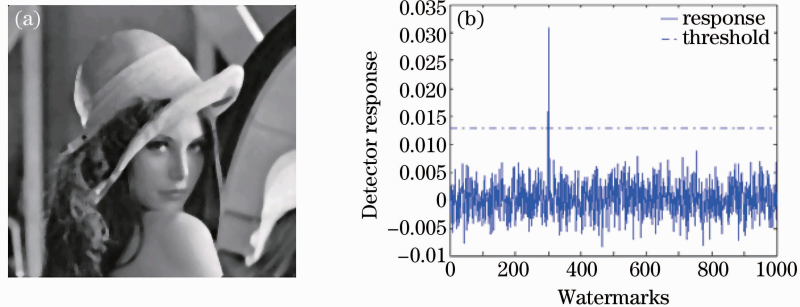 (a)
(b)
response
threshold
0.035
0.030
0.025
0.020
0.015
0.010
0.005
0
−0.005
−0.01
Detector response
0 200 400 600 800 1000
Watermarks